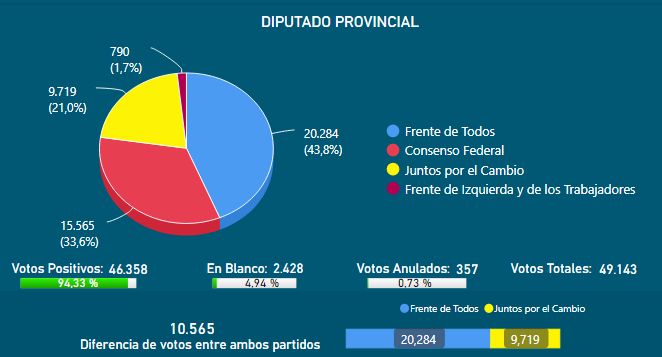 DIPUTADO PROVINCIAL
790
(1,7%)
9.719
(21,0%)
20.284
(43,8%)
15.565
(33,6%)
Frente de Todos
Consenso Federal
Juntos por el Cambio
Frente de Izquierda y de los Trabajadores
Votos Positivos: 46.358
94,33 %
En Blanco: 2.428
4,94 %
Votos Anulados: 357
0,73 %
Votos Totales: 49.143
Frente de Todos Juntos por el Cambio
10.565
Diferencia de votos entre ambos partidos
20,284 9,719